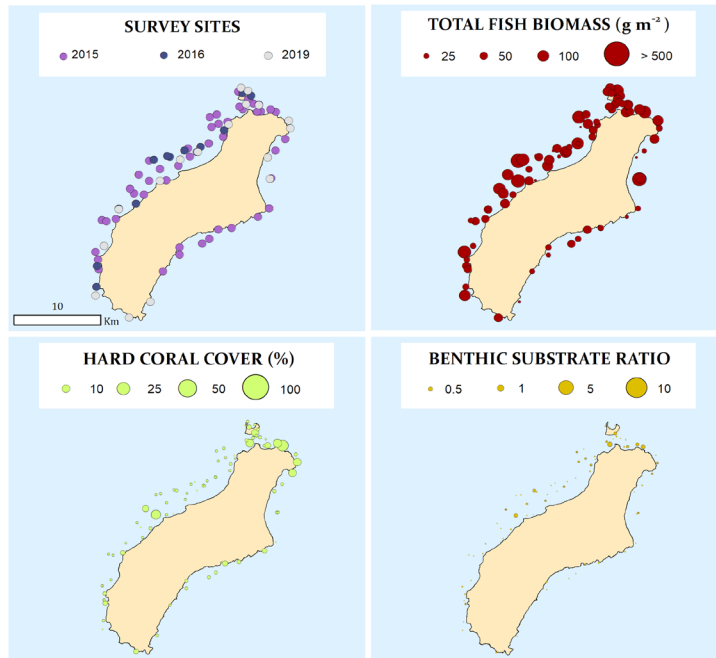 SURVEY SITES
2015 2016 2019
10
Km
TOTAL FISH BIOMASS (g m⁻²)
25 50 100 > 500
HARD CORAL COVER (%)
10 25 50 100
BENTHIC SUBSTRATE RATIO
0.5 1 5 10